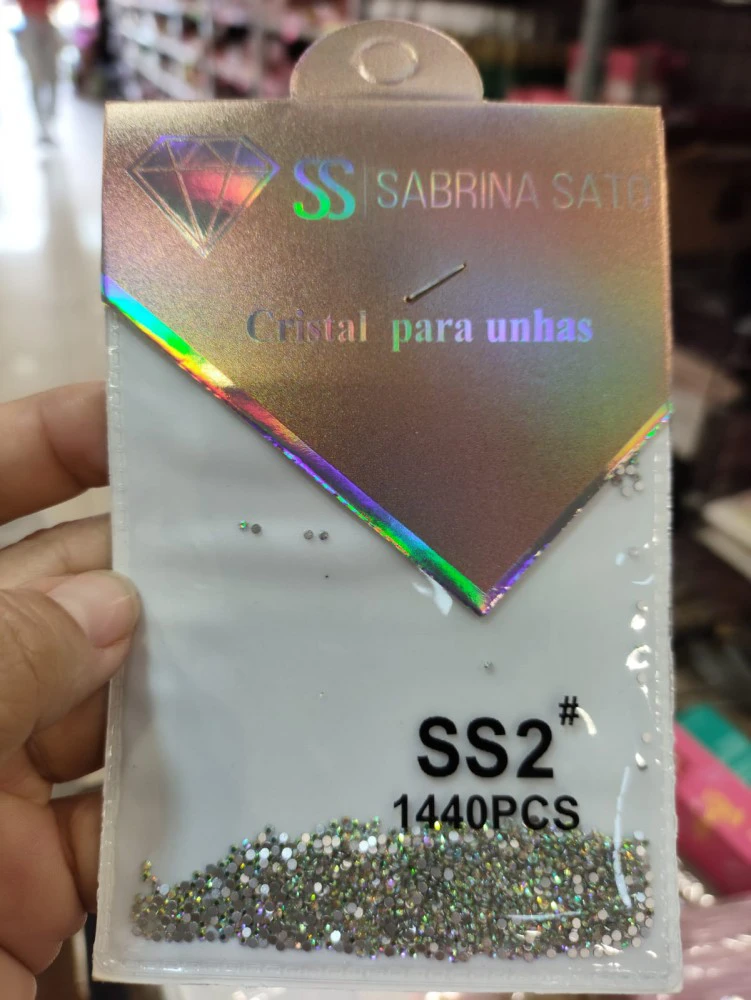 SS | SABRINA SATO
Cristal para unhas
SS2#
1440PCS